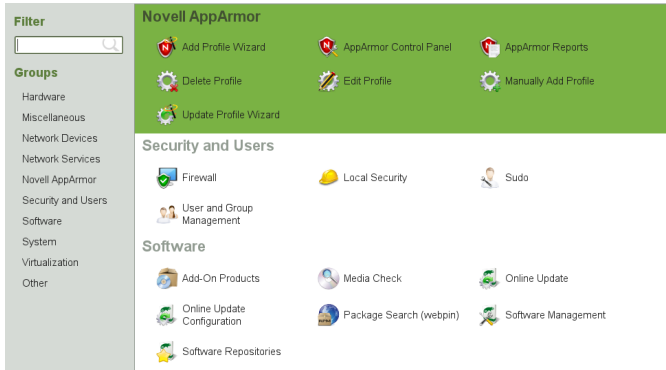 Filter
Groups
Hardware
Miscellaneous
Network Devices
Network Services
Novell AppArmor
Security and Users
Software
System
Virtualization
Other
Novell AppArmor
Add Profile Wizard
AppArmor Control Panel
AppArmor Reports
Delete Profile
Edit Profile
Manually Add Profile
Update Profile Wizard
Security and Users
Firewall
Local Security
Sudo
User and Group
Management
Software
Add-On Products
Media Check
Online Update
Online Update
Configuration
Package Search (webpin)
Software Management
Software Repositories